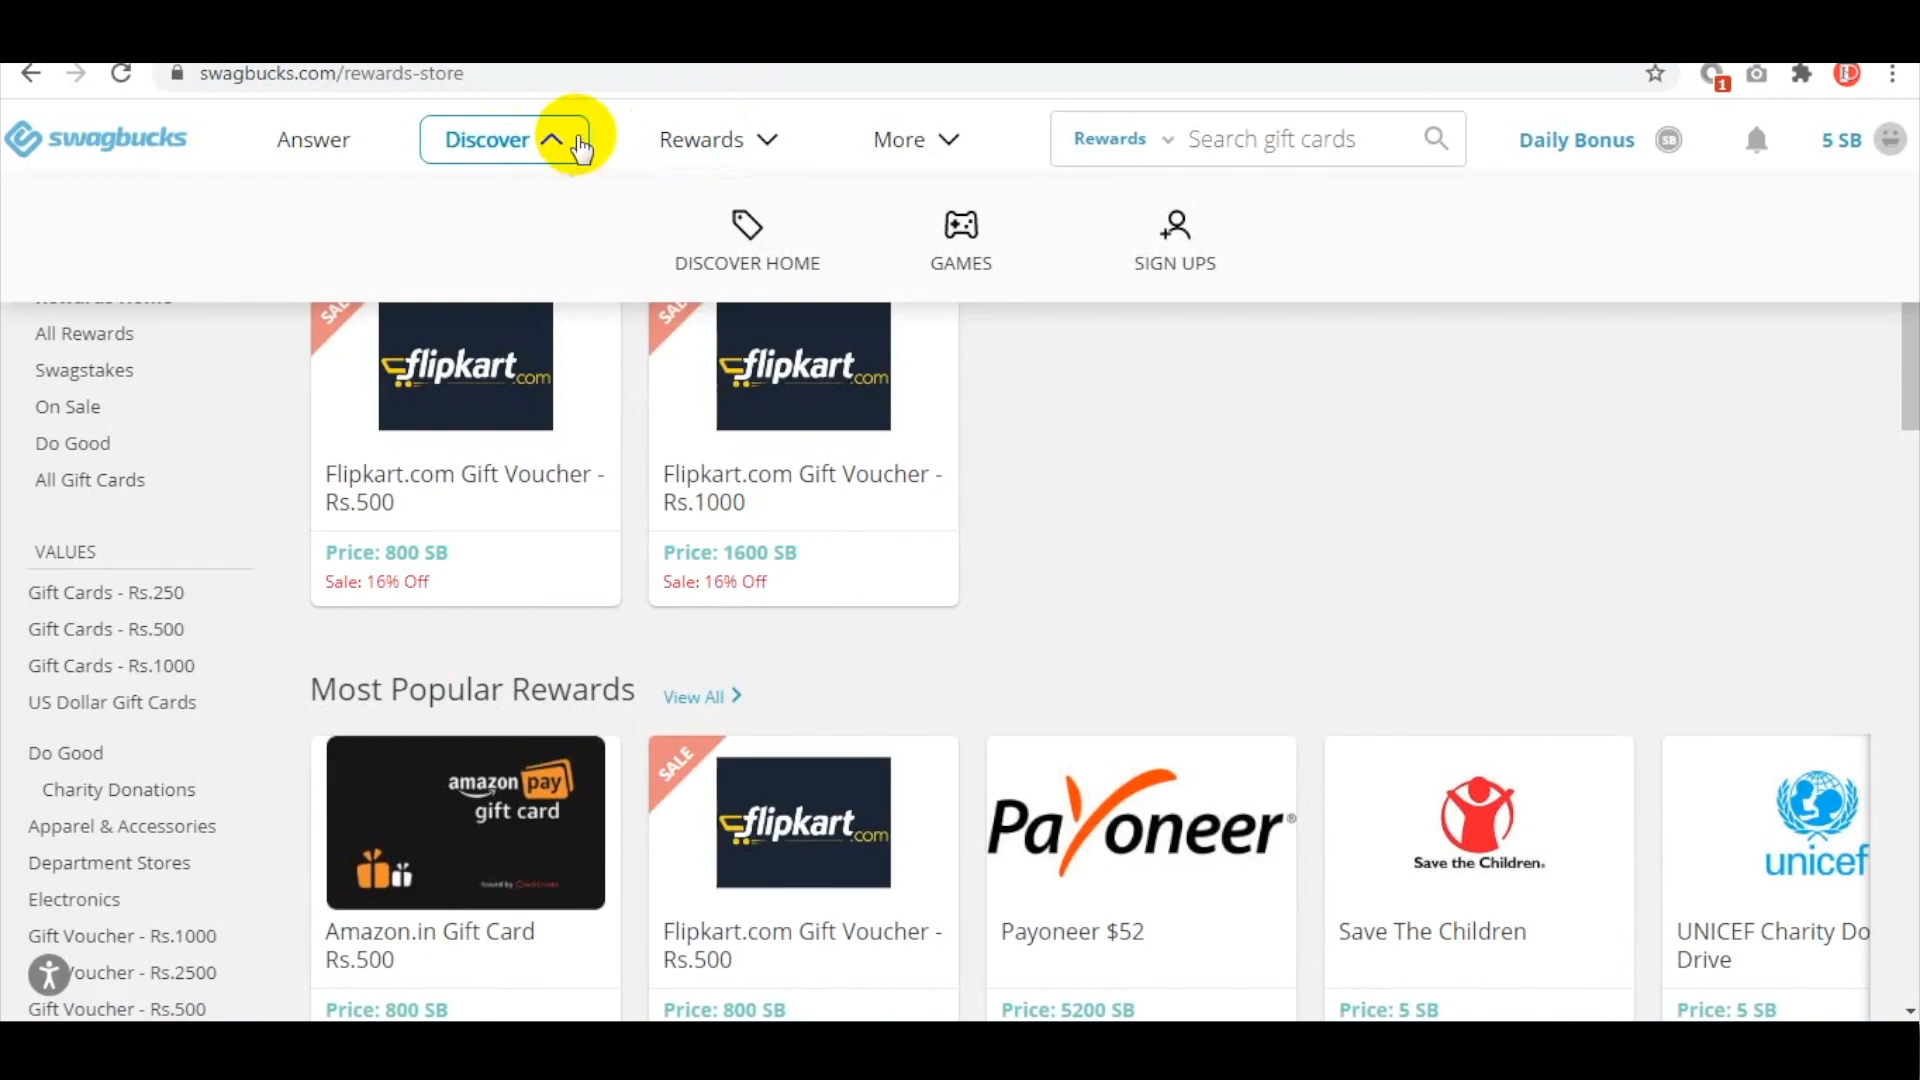 swagbucks.com/rewards-store
1
swagbucks
Answer
Discover
Rewards
More
Rewards
Search gift cards
Daily Bonus
SB
5 SB
DISCOVER HOME
GAMES
SIGN UPS
All Rewards
Swagstakes
On Sale
Do Good
All Gift Cards
VALUES
Gift Cards - Rs.250
Gift Cards - Rs.500
Gift Cards - Rs.1000
US Dollar Gift Cards
Do Good
Charity Donations
Apparel & Accessories
Department Stores
Electronics
Gift Voucher - Rs.1000
Voucher - Rs.2500
Gift Voucher - Rs.500
flipkart.com
Flipkart.com Gift Voucher -
Rs.500
Price: 800 SB
Sale: 16% Off
flipkart.com
Flipkart.com Gift Voucher -
Rs.1000
Price: 1600 SB
Sale: 16% Off
Most Popular Rewards
View All
amazon pay
gift card
Amazon.in Gift Card
Rs.500
Price: 800 SB
SALE
flipkart.com
Flipkart.com Gift Voucher -
Rs.500
Price: 800 SB
Payoneer®
Payoneer $52
Price: 5200 SB
Save the Children.
Save The Children
Price: 5 SB
unicef
UNICEF Charity Do
Drive
Price: 5 SB